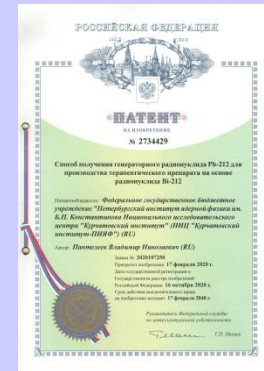 РОССИЙСКАЯ ФЕДЕРАЦИЯ
ПАТЕНТ
НА ИЗОБРЕТЕНИЕ
№ 2734429
Способ получения генераторного радионуклида Pb-212 для
производства терапевтического препарата на основе
радионуклида Bi-212
Патентообладатель: Федеральное государственное бюджетное
учреждение "Петербургский институт ядерной физики им.
Б.П. Константинова Национального исследовательского
центра "Курчатовский институт" (НИЦ "Курчатовский
институт-ПИЯФ") (RU)
Автор: Пантелеев Владимир Николаевич (RU)
Заявка № 2020107250
Приоритет изобретения 17 февраля 2020 г.
Дата государственной регистрации в
Государственном реестре изобретений
Российской Федерации 16 октября 2020 г.
Срок действия исключительного права
на изобретение истекает 17 февраля 2040 г.
Руководитель Федеральной службы
по интеллектуальной собственности
Г.П. Ивлиев